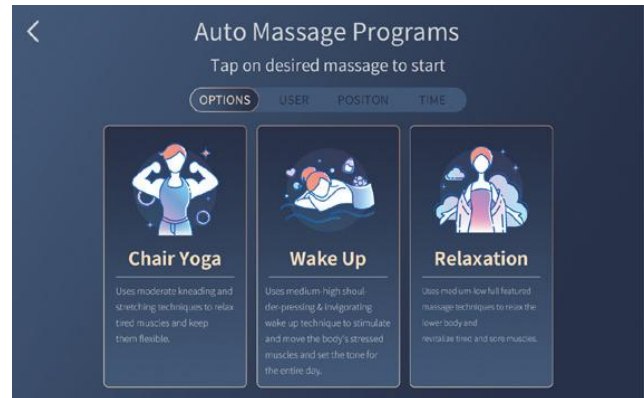 Auto Massage Programs
Tap on desired massage to start
OPTIONS USER POSITON TIME
Chair Yoga
Uses moderate kneading and
stretching techniques to relax
tired muscles and keep
them flexible.
Wake Up
Uses medium-high shoul
der-pressing & invigorating
wake up technique to stimulate
and move the body's stressed
muscles and set the tone for
the entire day.
Relaxation
Uses medium-low full featured
massage techniques to relax the
lower body and
revitalize tired and sore muscles.